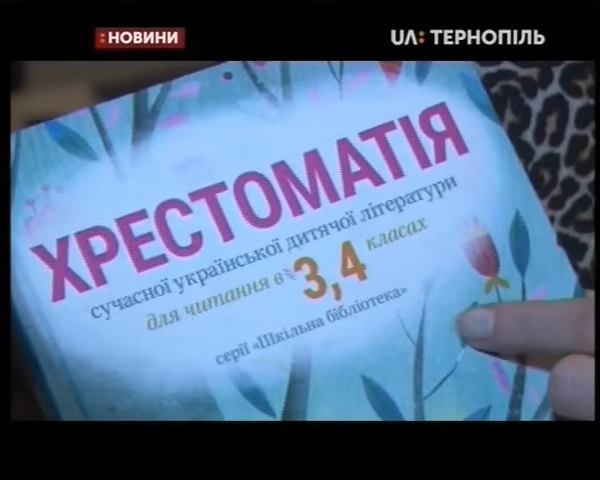 :НОВИНИ
UA: ТЕРНОПІЛЬ
ХРЕСТОМАТІЯ
сучасної української дитячої літератури
для читання в 3,4 класах
серії «Шкільна бібліотека»